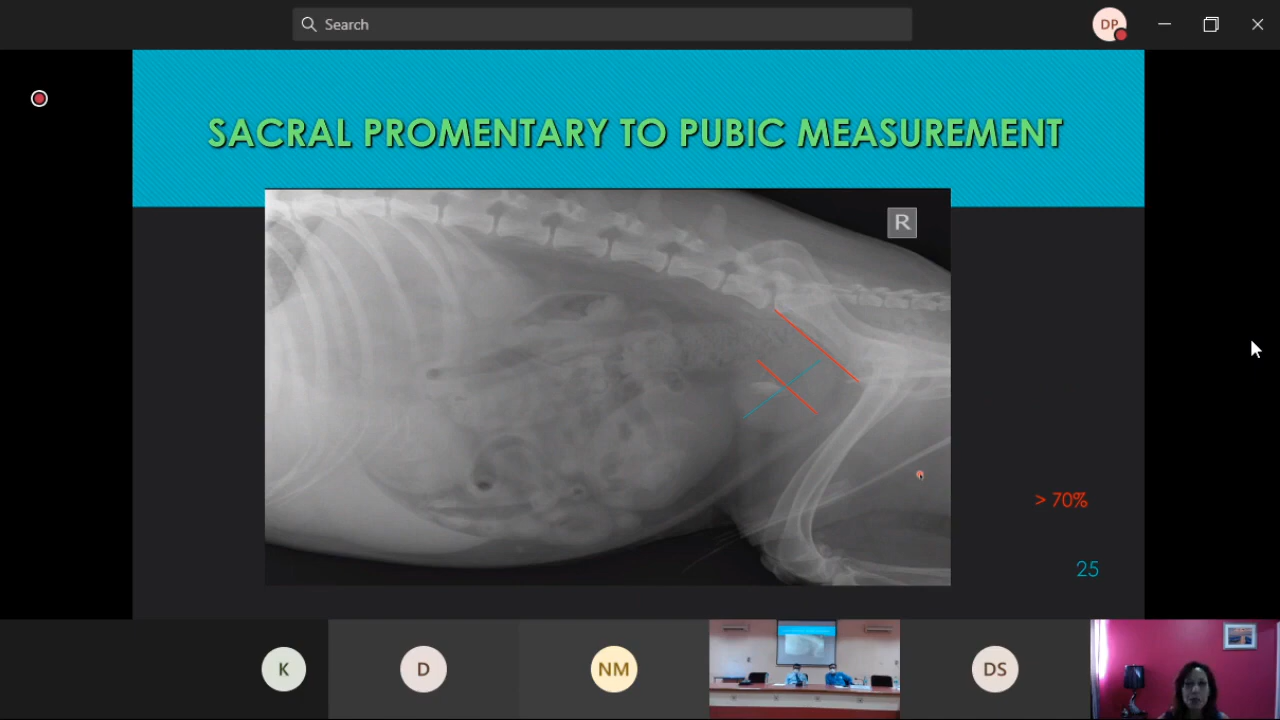 Search
DP
SACRAL PROMENTARY TO PUBIC MEASUREMENT
R
> 70%
25
K
D
NM
DS